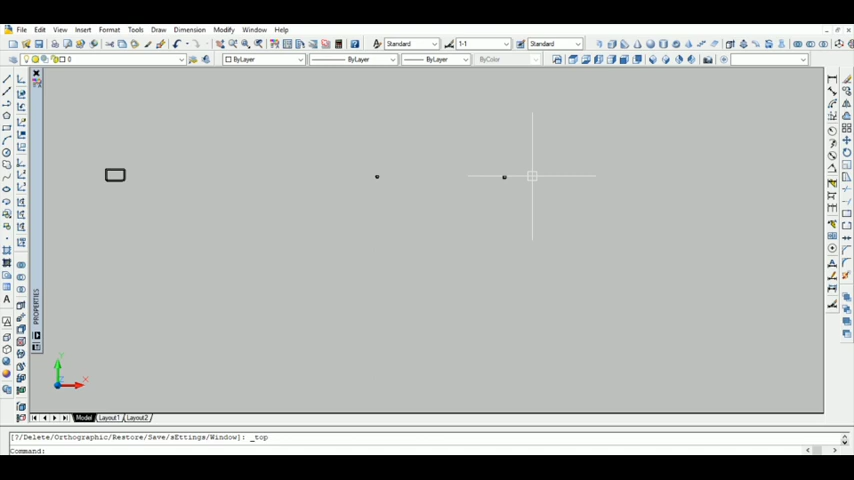 File Edit View Insert Format Tools Draw Dimension Modify Window Help
Standard 1-1 Standard
0 ByLayer ByLayer ByLayer ByColor
PROPERTIES
Y
X
Model Layout1 Layout2
[?/Delete/Orthographic/Restore/Save/sEttings/Window]: _top
Command: